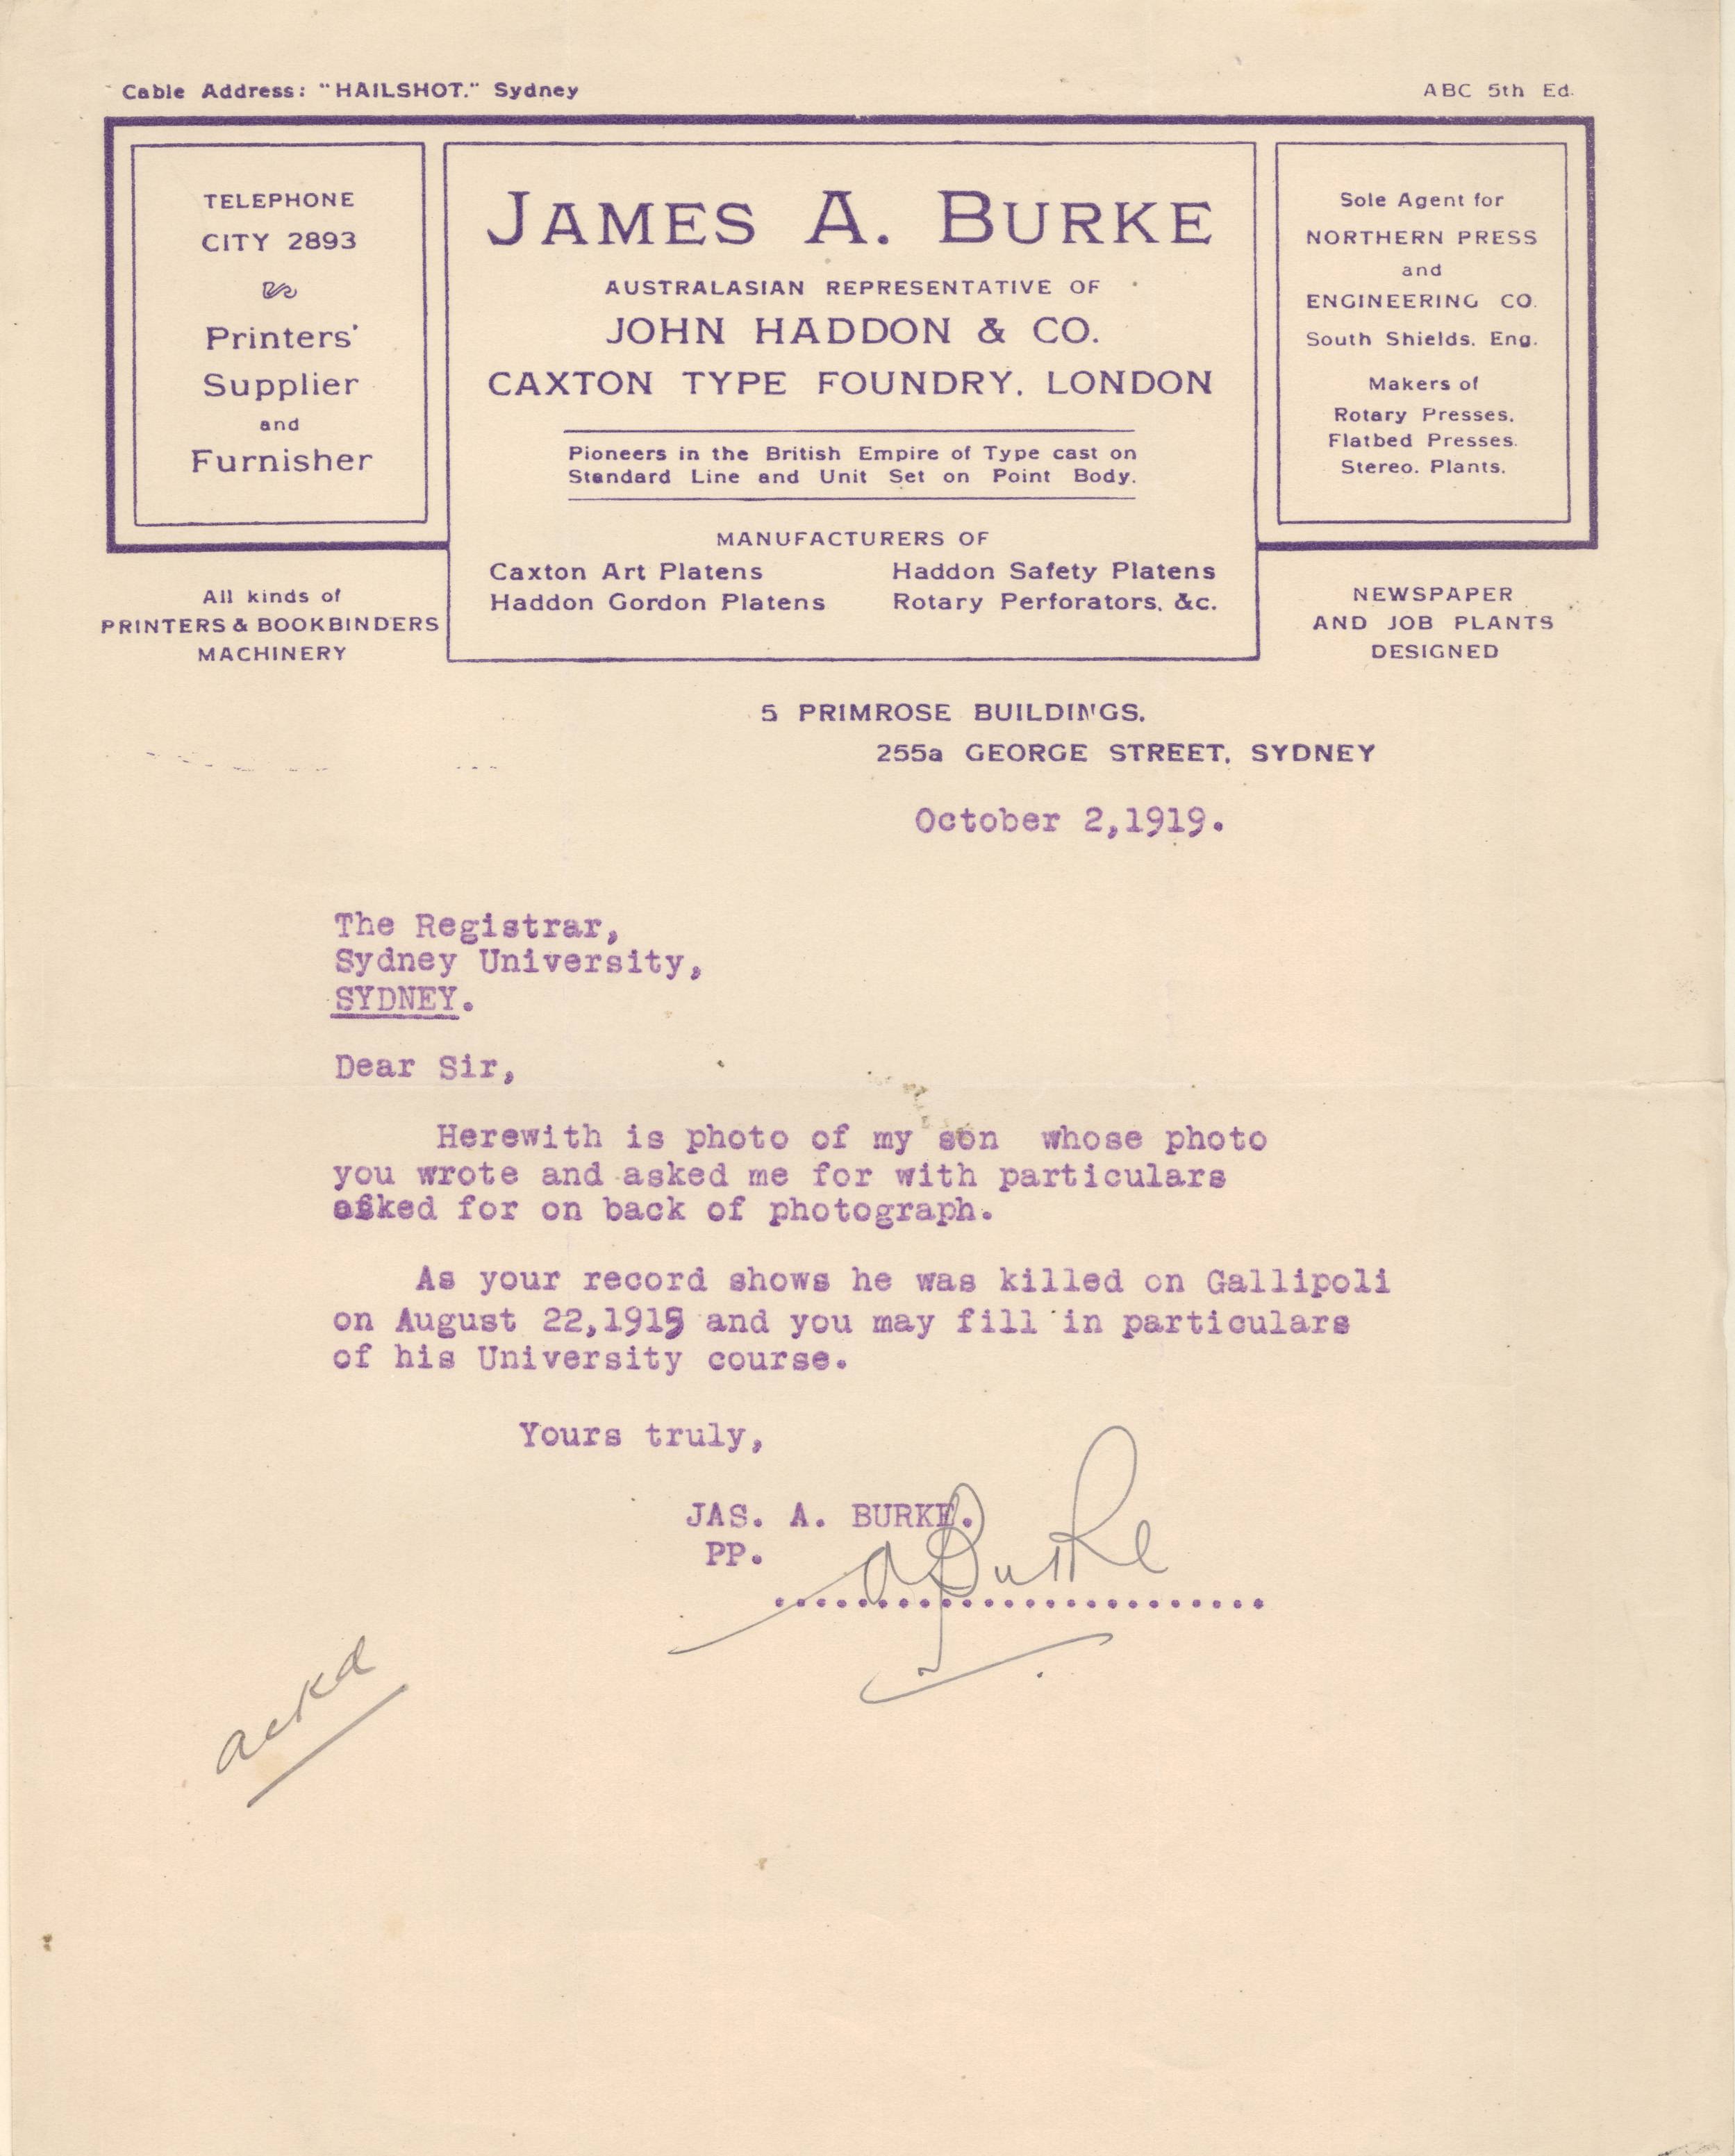 Cable Address: "HAILSHOT." Sydney
ABC 5th Ed.
TELEPHONE
CITY 2893
Printers'
Supplier
and
Furnisher
JAMES A. BURKE
AUSTRALASIAN REPRESENTATIVE OF
JOHN HADDON & CO.
CAXTON TYPE FOUNDRY, LONDON
Pioneers in the British Empire of Type cast on
Standard Line and Unit Set on Point Body.
MANUFACTURERS OF
Caxton Art Platens
Haddon Safety Platens
Haddon Gordon Platens
Rotary Perforators, &c.
Sole Agent for
NORTHERN PRESS
and
ENGINEERING CO.
South Shields, Eng.
Makers of
Rotary Presses,
Flatbed Presses.
Stereo. Plants.
All kinds of
PRINTERS & BOOKBINDERS
MACHINERY
NEWSPAPER
AND JOB PLANTS
DESIGNED
5 PRIMROSE BUILDINGS,
255a GEORGE STREET, SYDNEY
October 2,1919.
The Registrar,
Sydney University,
SYDNEY.
Dear Sir,
Herewith is photo of my son whose photo
you wrote and asked me for with particulars
asked for on back of photograph.
As your record shows he was killed on Gallipoli
on August 22,1915 and you may fill in particulars
of his University course.
Yours truly,
JAS. A. BURKE.
PP.
A Burke
..........................
ackd